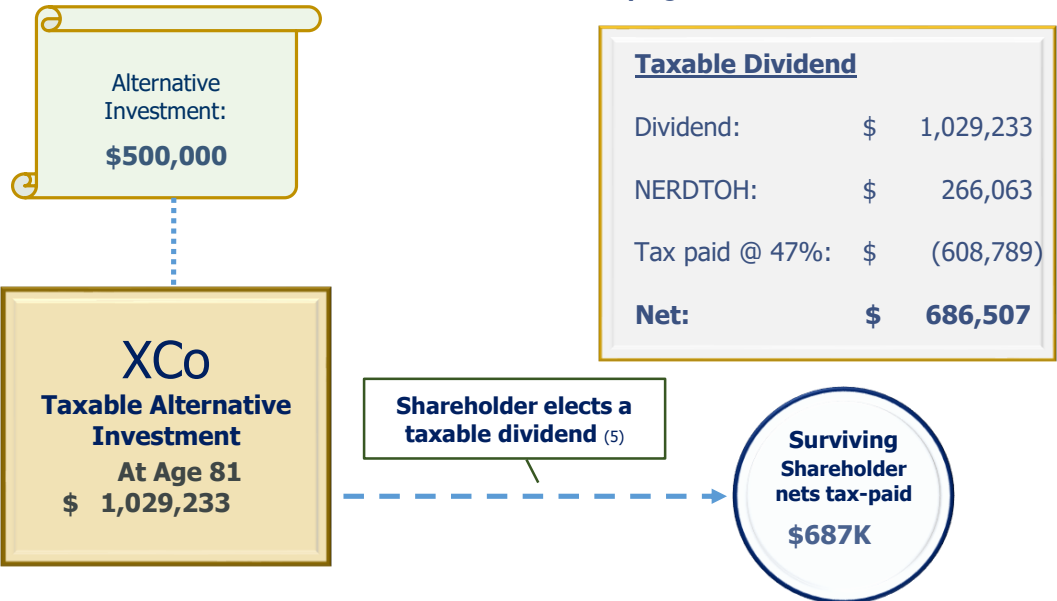 Alternative
Investment:
$500,000
Taxable Dividend
Dividend: $ 1,029,233
NERDTOH: $ 266,063
Tax paid @ 47%: $ (608,789)
Net: $ 686,507
XCo
Taxable Alternative
Investment
At Age 81
$ 1,029,233
Shareholder elects a
taxable dividend (5)
Surviving
Shareholder
nets tax-paid
$687K